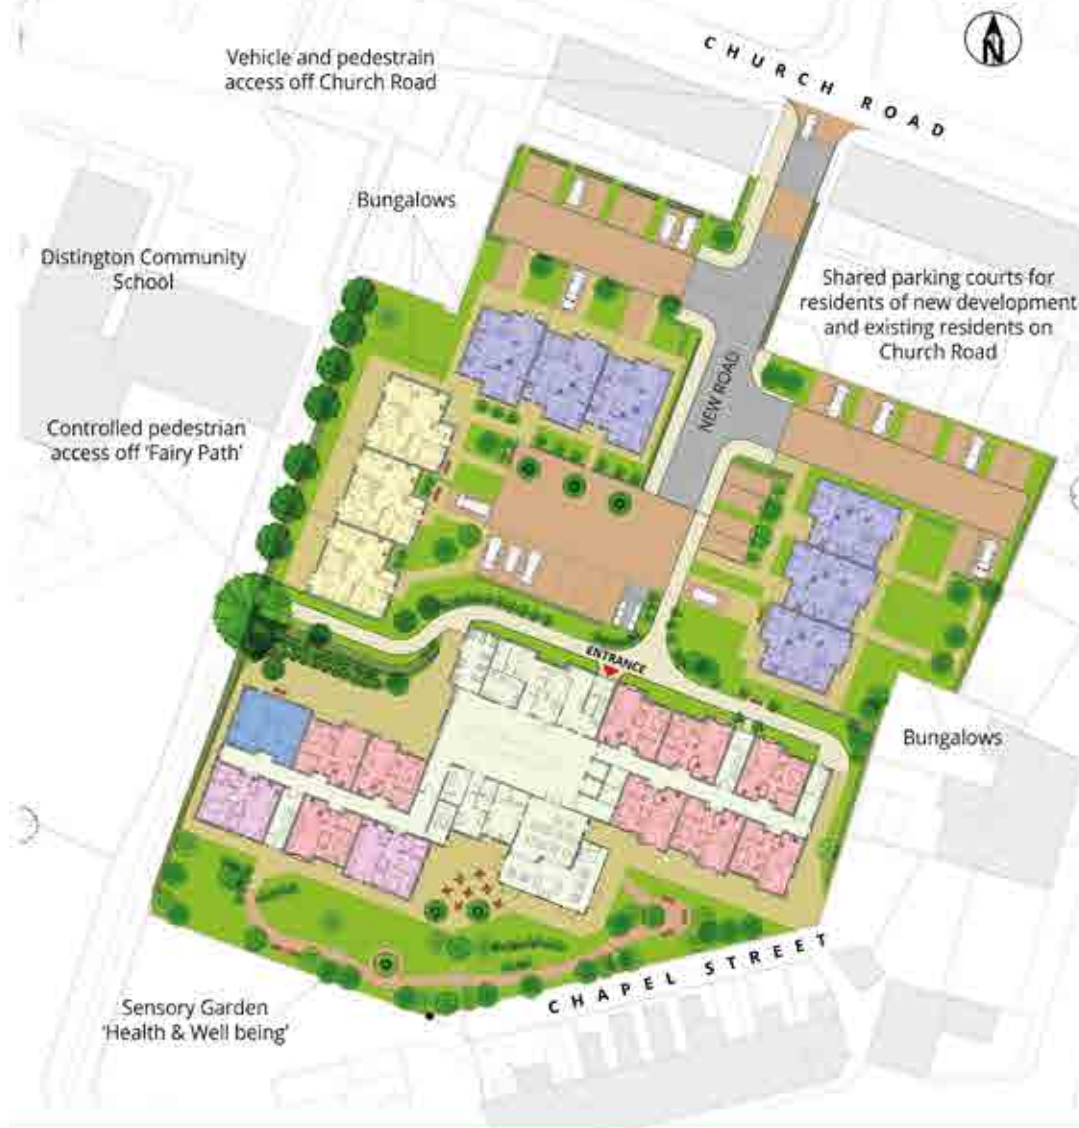 N
CHURCH ROAD
Vehicle and pedestrain
access off Church Road
Bungalows
Distington Community
School
Shared parking courts for
residents of new development
and existing residents on
Church Road
NEW ROAD
Controlled pedestrian
access off 'Fairy Path'
ENTRANCE
Bungalows
CHAPEL STREET
Sensory Garden
'Health & Well being'